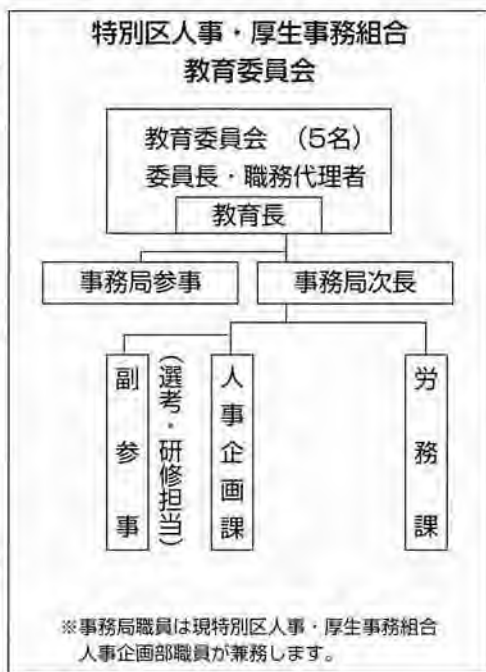 特別区人事・厚生事務組合
教育委員会
教育委員会 (5名)
委員長・職務代理者
教育長
事務局参事
事務局次長
副参事
(選考・研修担当)
人事企画課
労務課
※事務局職員は現特別区人事・厚生事務組合
人事企画部職員が兼務します。